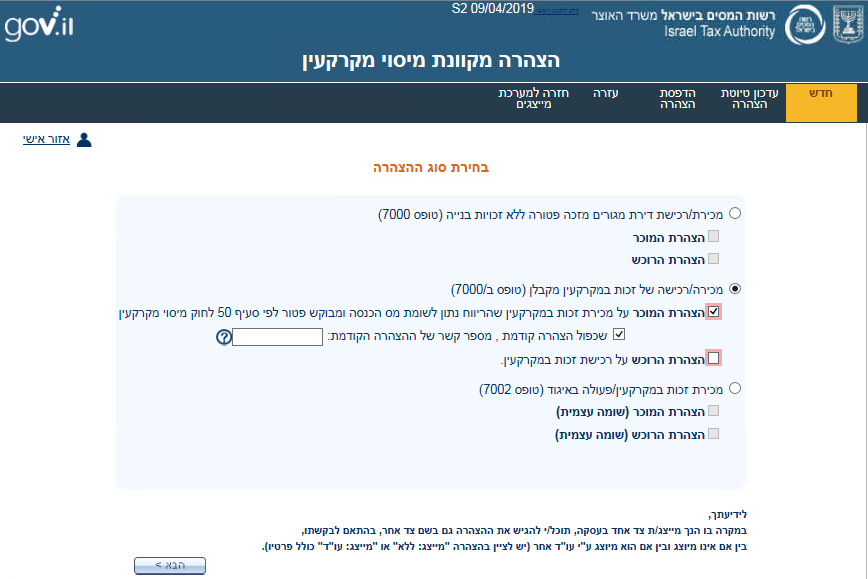 gov.il
S2 09/04/2019
רשות המסים בישראל משרד האוצר
Israel Tax Authority
הצהרה מקוונת מיסוי מקרקעין
חדש
עדכון טיוטת הצהרה
הדפסת הצהרה
עזרה
חזרה למערכת מייצגים
אזור אישי
בחירת סוג ההצהרה
מכירת/רכישת דירת מגורים מזכה פטורה ללא זכויות בנייה (טופס 7000)
הצהרת המוכר
הצהרת הרוכש
מכירה/רכישה של זכות במקרקעין מקבלן (טופס ב/7000)
הצהרת המוכר על מכירת זכות במקרקעין שהריווח נתון לשומת מס הכנסה ומבוקש פטור לפי סעיף 50 לחוק מיסוי מקרקעין
שכפול הצהרה קודמת , מספר קשר של ההצהרה הקודמת:
הצהרת הרוכש על רכישת זכות במקרקעין.
מכירת זכות במקרקעין/פעולה באיגוד (טופס 7002)
הצהרת המוכר (שומה עצמית)
הצהרת הרוכש (שומה עצמית)
לידיעתך,
במקרה בו הנך מייצג/ת צד אחד בעסקה, תוכל/י להגיש את ההצהרה גם בשם צד אחר, בהתאם לבקשתו,
בין אם אינו מיוצג ובין אם הוא מיוצג ע"י עו"ד אחר (יש לציין בהצהרה "מייצג: ללא" או "מייצג: עו"ד" כולל פרטיו).
הבא >